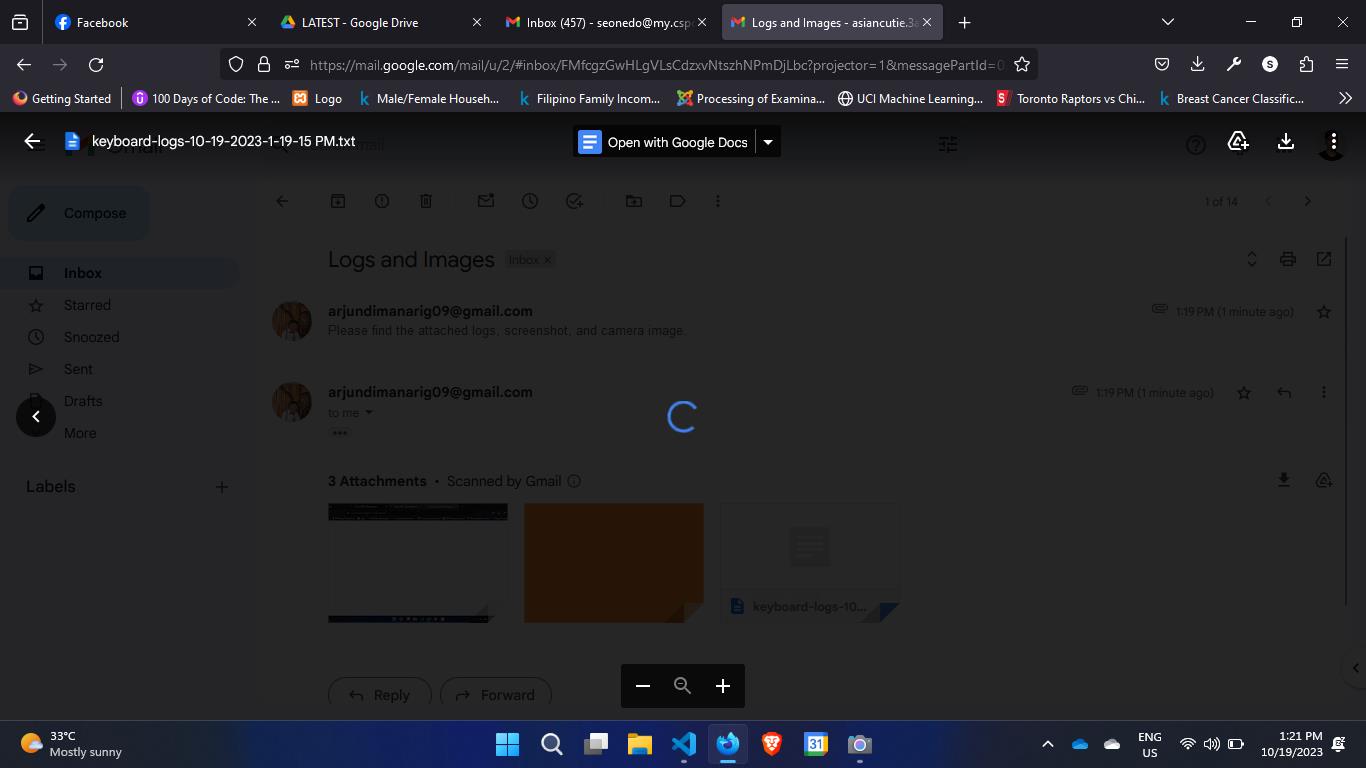 Facebook
LATEST - Google Drive
Inbox (457) - seonedo@my.cspc
Logs and Images - asiancutie.3a
https://mail.google.com/mail/u/2/#inbox/FMfcgzGwHLgVLsCdzxvNtszhNPmDjLbc?projector=1&messagePartId=0
Getting Started
100 Days of Code: The ...
Logo
Male/Female Househ...
Filipino Family Incom...
Processing of Examina...
UCI Machine Learning...
Toronto Raptors vs Chi...
Breast Cancer Classific...
keyboard-logs-10-19-2023-1-19-15 PM.txt
Open with Google Docs
Compose
1 of 14
Inbox
Starred
Snoozed
Sent
Drafts
More
Labels
Logs and Images
Inbox
arjundimanarig09@gmail.com
1:19 PM (1 minute ago)
Please find the attached logs, screenshot, and camera image.
arjundimanarig09@gmail.com
1:19 PM (1 minute ago)
to me
3 Attachments • Scanned by Gmail
keyboard-logs-10...
Reply
Forward
33°C
Mostly sunny
31
ENG
US
1:21 PM
10/19/2023